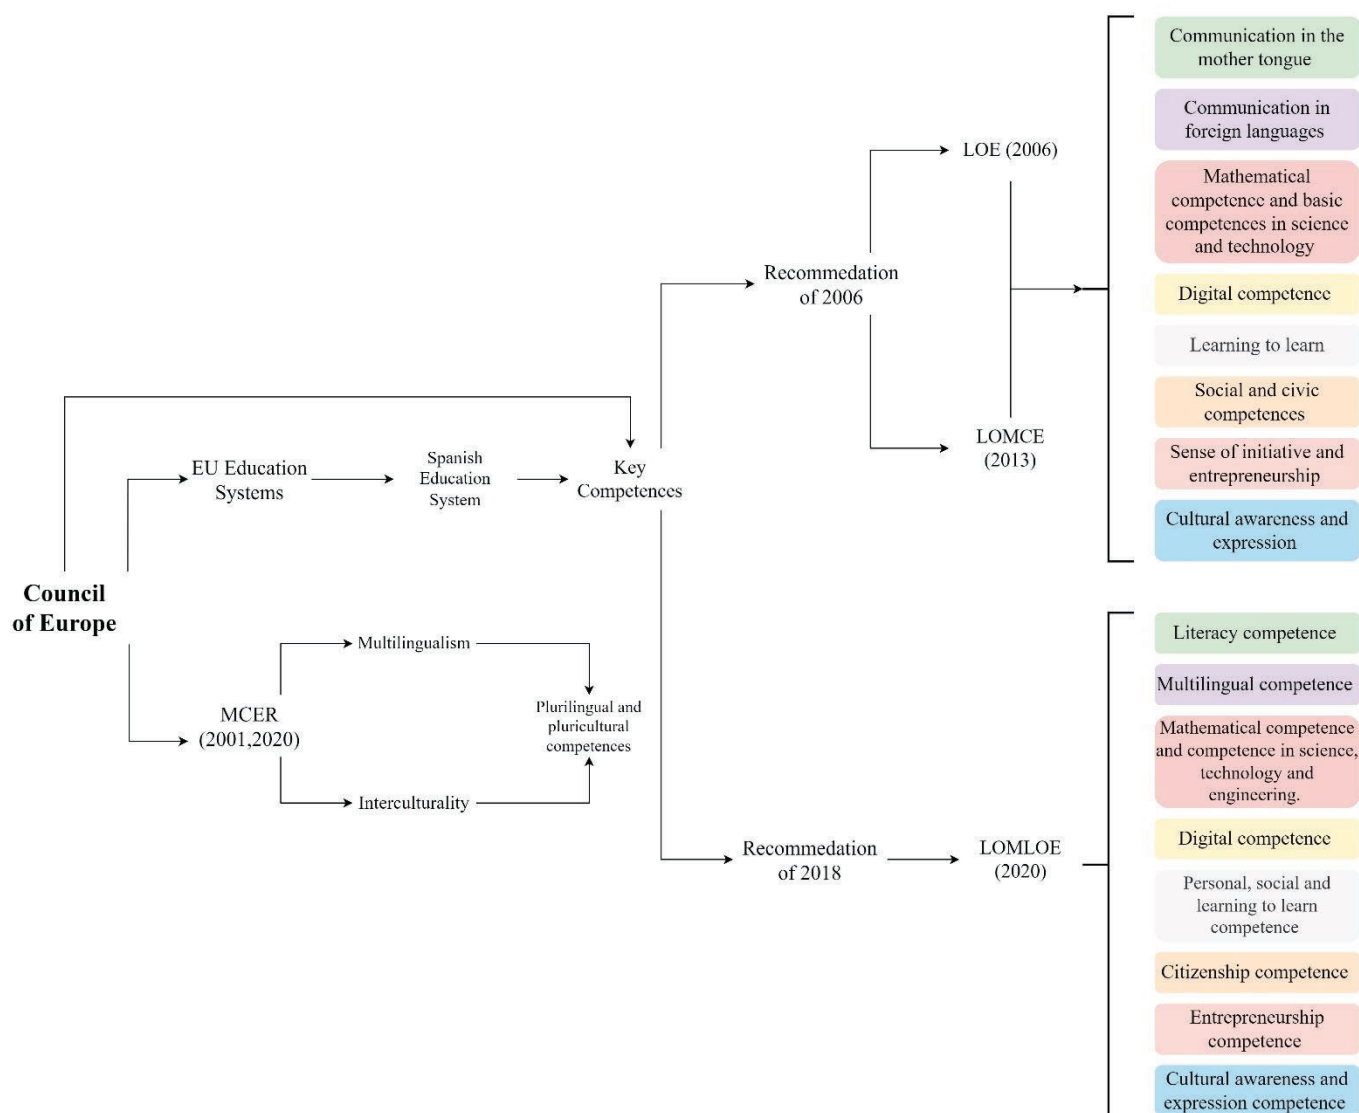 Council
of Europe
EU Education
Systems
Spanish
Education
System
Key
Competences
MCER
(2001,2020)
Multilingualism
Interculturality
Plurilingual and
pluricultural
competences
Recommedation
of 2006
LOE (2006)
LOMCE
(2013)
Communication in the
mother tongue
Communication in
foreign languages
Mathematical
competence and basic
competences in science
and technology
Digital competence
Learning to learn
Social and civic
competences
Sense of initiative and
entrepreneurship
Cultural awareness and
expression
Recommedation
of 2018
LOMLOE
(2020)
Literacy competence
Multilingual competence
Mathematical competence
and competence in science,
technology and
engineering.
Digital competence
Personal, social and
learning to learn
competence
Citizenship competence
Entrepreneurship
competence
Cultural awareness and
expression competence